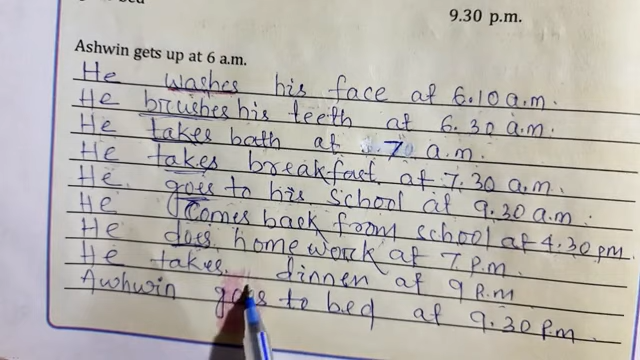 9.30 p.m.
Ashwin gets up at 6 a.m.
He washes his face at 6.10 a.m.
He brushes his teeth at 6.30 a.m.
He takes bath at 7 a.m.
He takes breakfast at 7.30 a.m.
He goes to his school at 9.30 a.m.
He comes back from school at 4.30 pm
He does homework at 7 p.m.
He takes dinner at 9 P.m
Awhwin goes to bed at 9.30 P.m